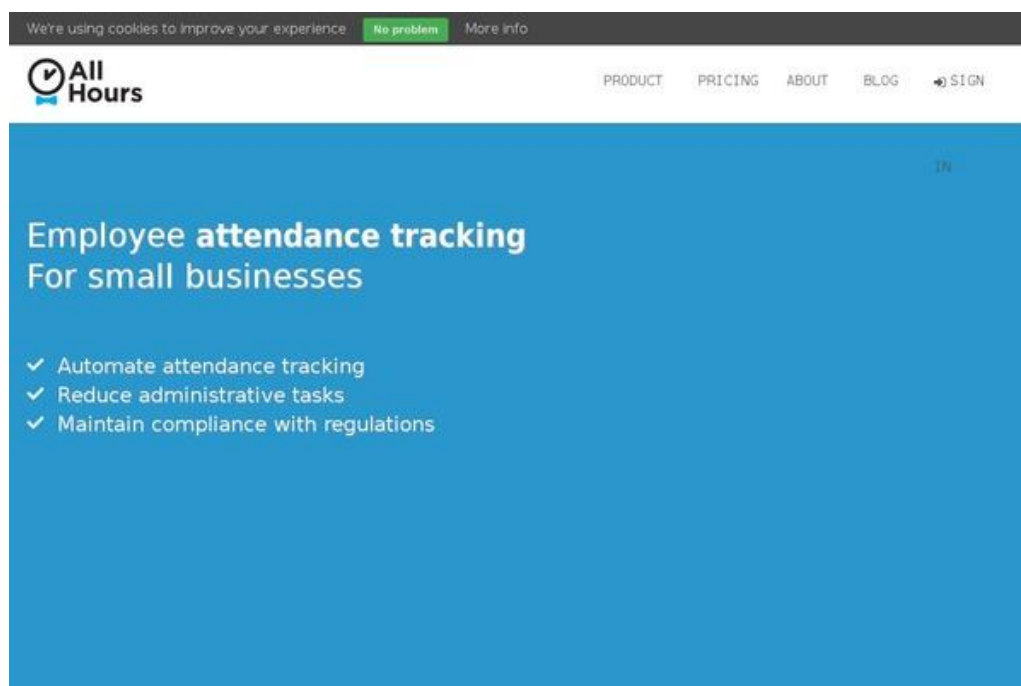 We're using cookies to improve your experience No problem More info
All
Hours
PRODUCT PRICING ABOUT BLOG SIGN
IN
Employee attendance tracking
For small businesses
Automate attendance tracking
Reduce administrative tasks
Maintain compliance with regulations